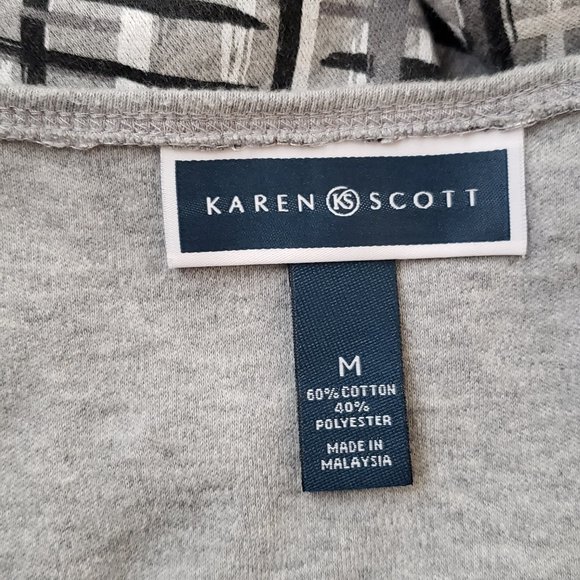 KAREN KS SCOTT
M
60% COTTON
40%
POLYESTER
MADE IN
MALAYSIA